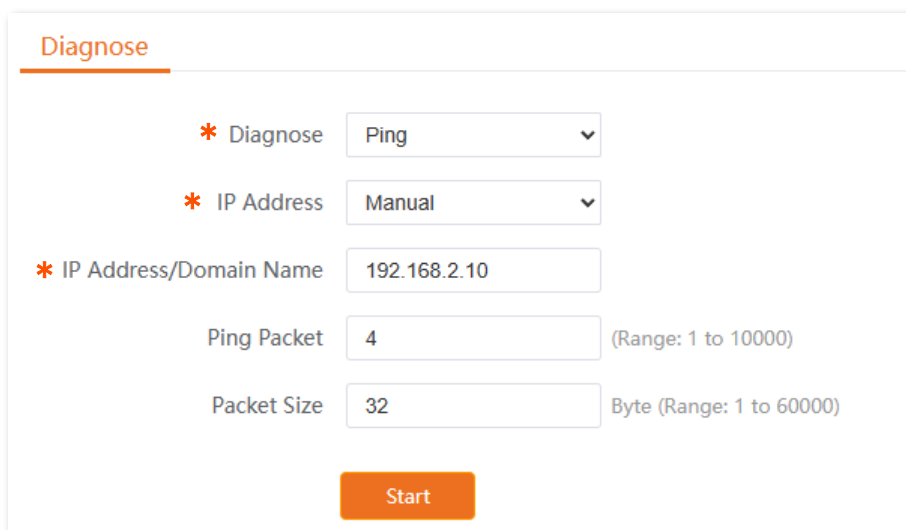 Diagnose
* Diagnose Ping
* IP Address Manual
* IP Address/Domain Name 192.168.2.10
Ping Packet 4 (Range: 1 to 10000)
Packet Size 32 Byte (Range: 1 to 60000)
Start